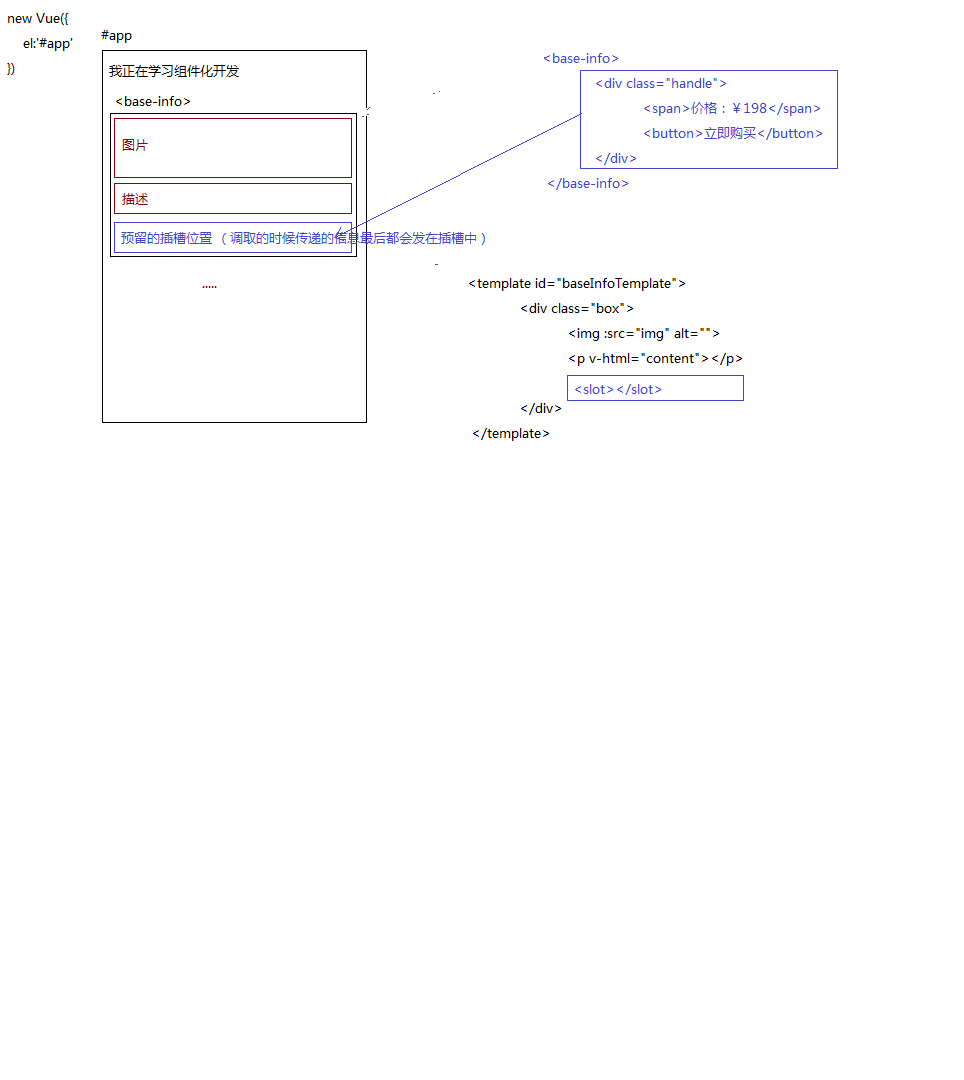 new Vue({
el:'#app'
})
#app
我正在学习组件化开发
<base-info>
图片
描述
预留的插槽位置 （调取的时候传递的信息最后都会发在插槽中）
.....
<base-info>
<div class="handle">
<span>价格：￥198</span>
<button>立即购买</button>
</div>
</base-info>
<template id="baseInfoTemplate">
<div class="box">
<img :src="img" alt="">
<p v-html="content"></p>
<slot></slot>
</div>
</template>